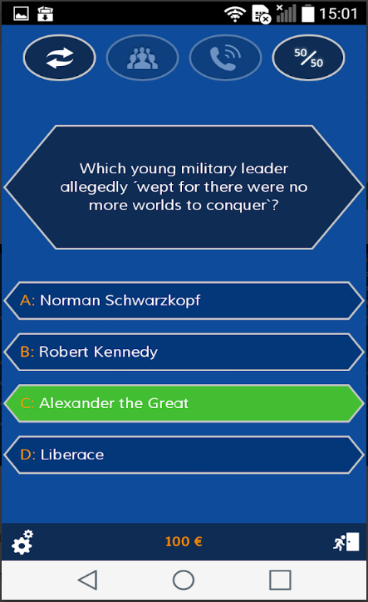 15:01
50/50
Which young military leader
allegedly ´wept for there were no
more worlds to conquer`?
A: Norman Schwarzkopf
B: Robert Kennedy
C: Alexander the Great
D: Liberace
100 €